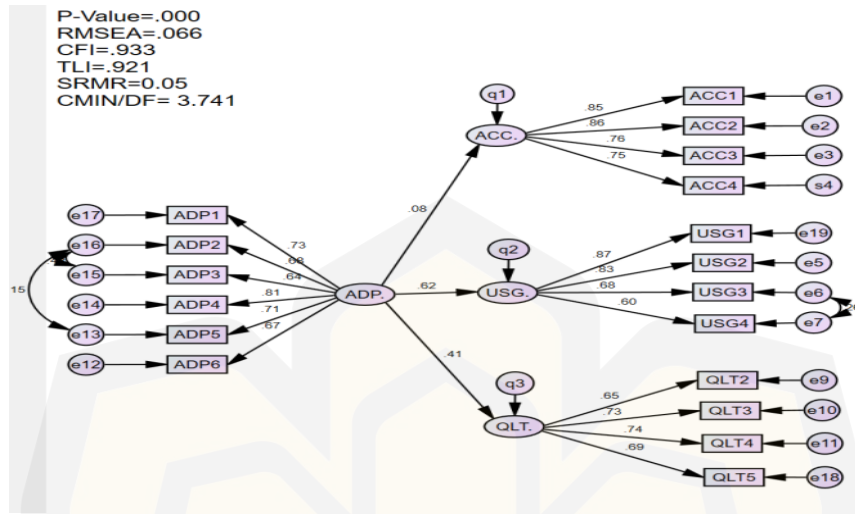 P-Value=.000
RMSEA=.066
CFI=.933
TLI=.921
SRMR=0.05
CMIN/DF= 3.741
q1
ACC.
.85
ACC1
e1
.86
ACC2
e2
.76
ACC3
e3
.75
ACC4
s4
.08
e17
ADP1
.73
e16
ADP2
.68
e15
ADP3
.64
15
e14
ADP4
.81
e13
ADP5
.71
e12
ADP6
.67
ADP.
.62
q2
USG.
.87
USG1
e19
.83
USG2
e5
.68
USG3
e6
.60
USG4
e7
.41
q3
QLT.
.65
QLT2
e9
.73
QLT3
e10
.74
QLT4
e11
.69
QLT5
e18